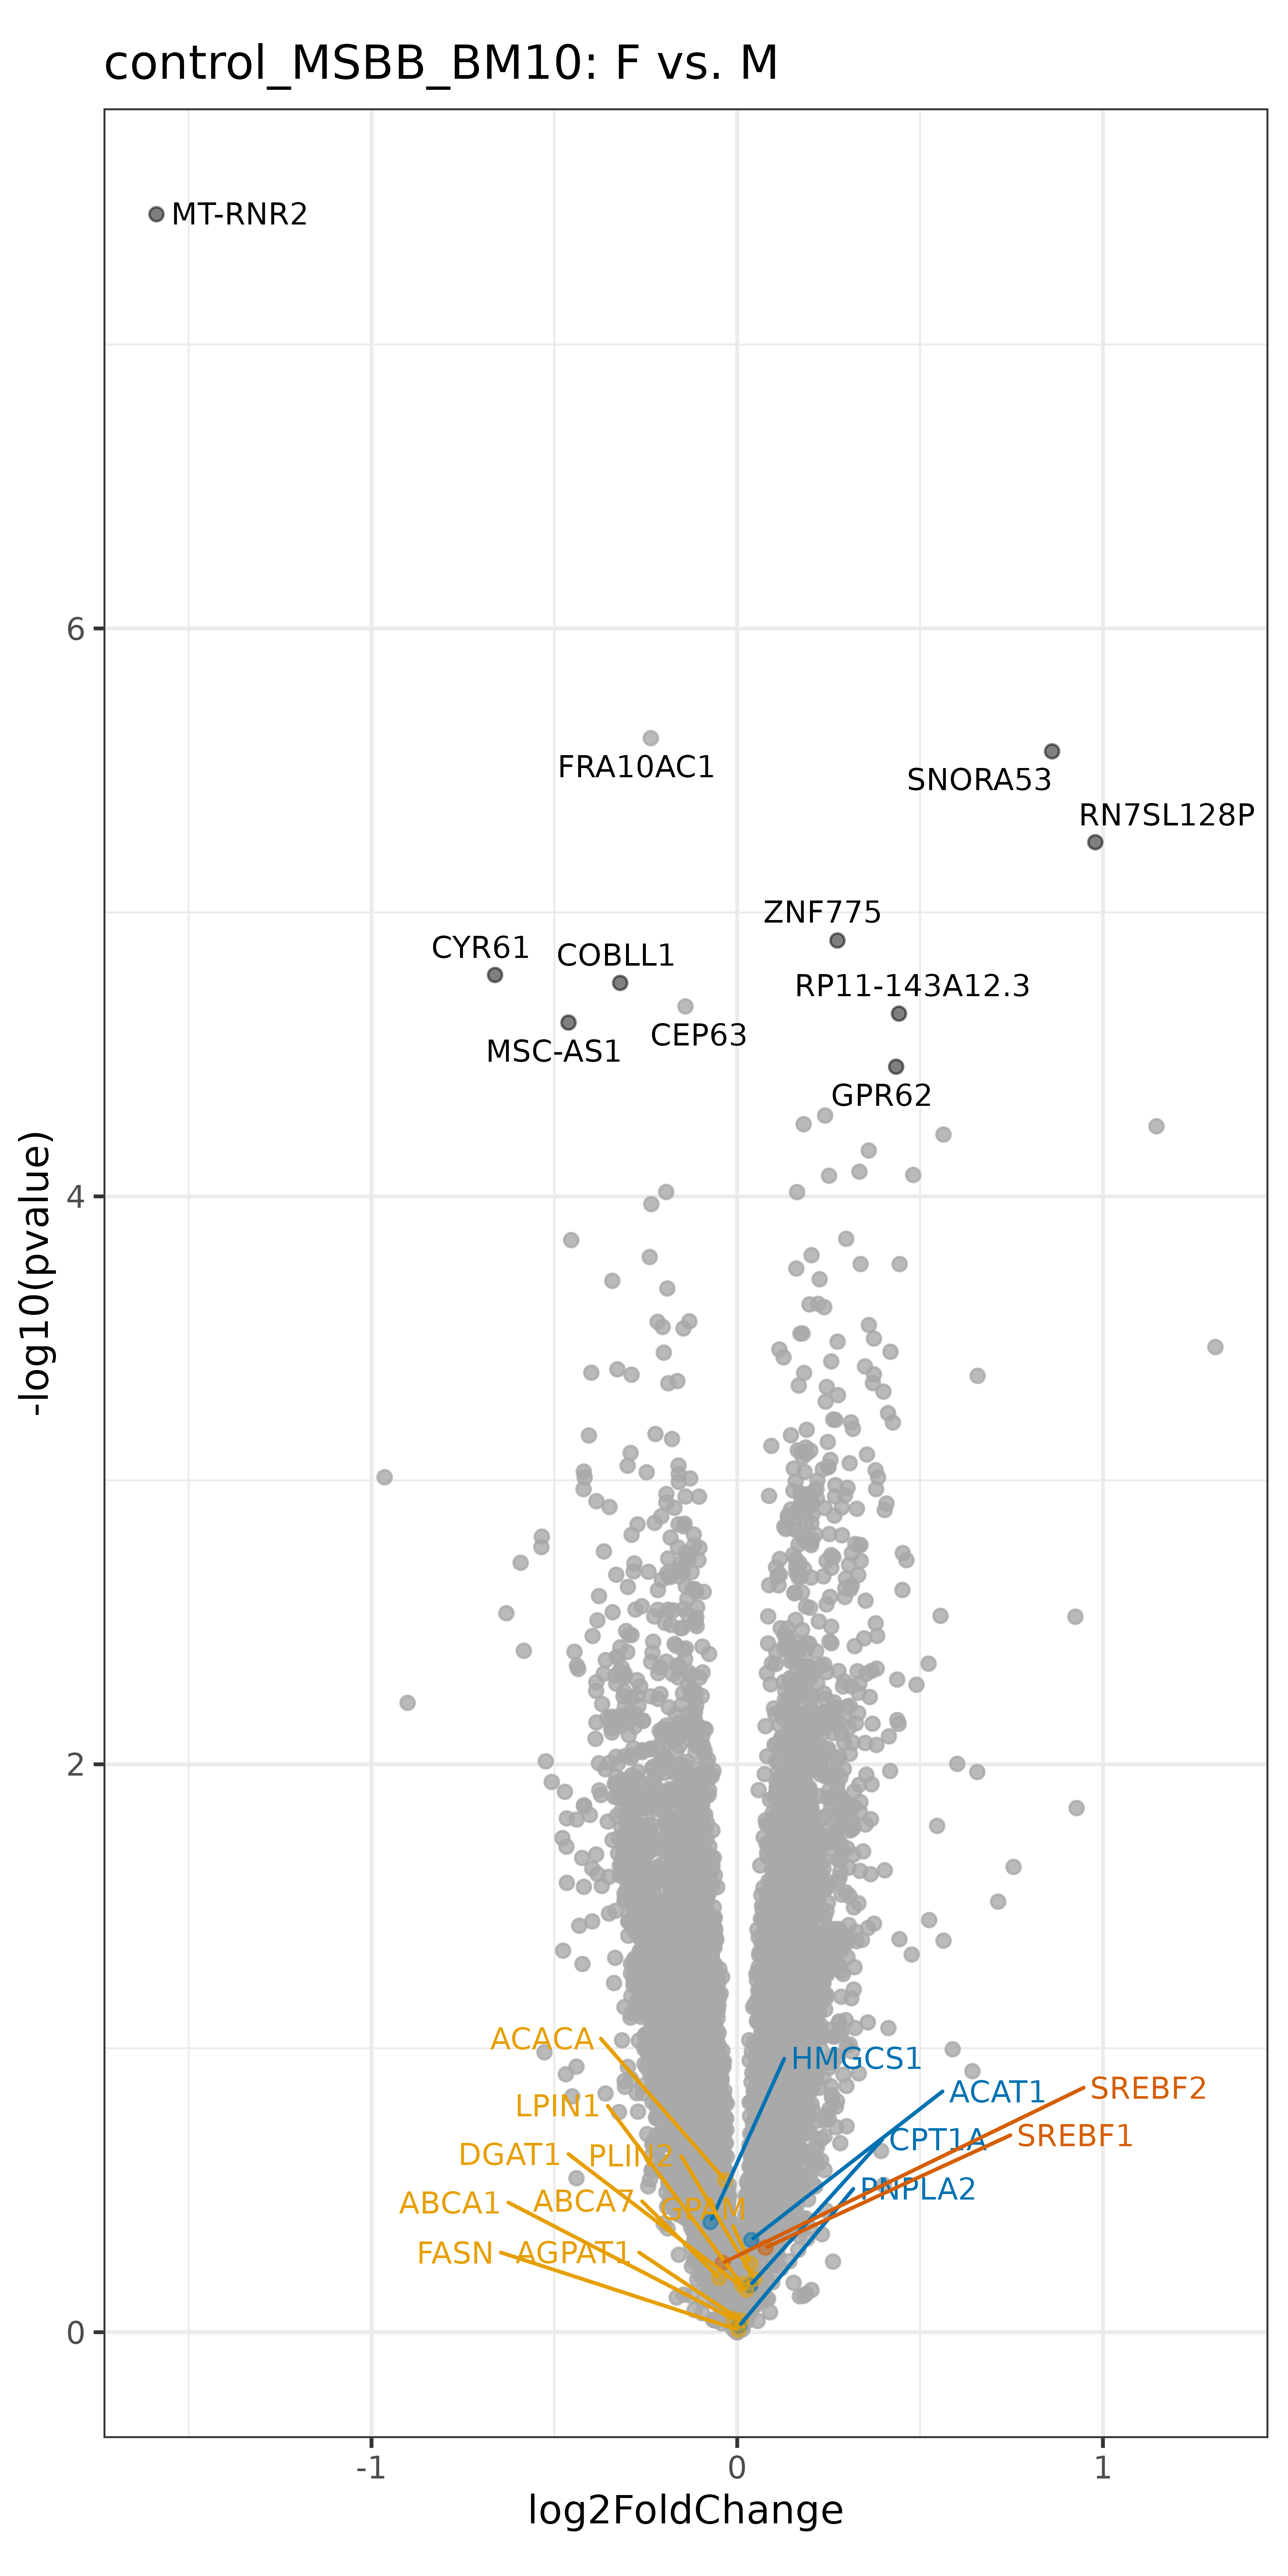 control_MSBB_BM10: F vs. M
MT-RNR2
6
FRA10AC1
SNORA53
RN7SL128P
ZNF775
CYR61
COBLL1
RP11-143A12.3
CEP63
MSC-AS1
GPR62
-log10(pvalue)
4
2
ACACA
HMGCS1
ACAT1
SREBF2
LPIN1
CPT1A
SREBF1
DGAT1
PLIN2
PNPLA2
ABCA1
ABCA7
GPAM
FASN
AGPAT1
0
-1
0
1
log2FoldChange